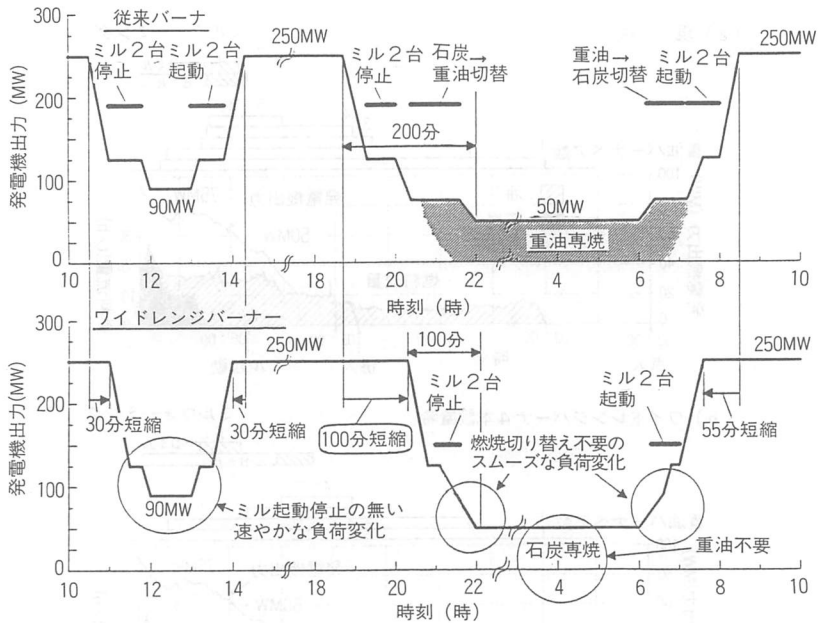 従来バーナ
250MW
250MW
ミル2台
停止
ミル2台
起動
ミル2台
停止
石炭→
重油切替
重油→
石炭切替
ミル2台
起動
200分
90MW
50MW
重油専焼
発電機出力 (MW)
300
200
100
0
10 12 14 16 18 20 22 4 6 8 10
時刻(時)
ワイドレンジバーナー
250MW
100分
250MW
ミル2台
停止
ミル2台
起動
30分短縮
30分短縮
100分短縮
55分短縮
燃焼切り替え不要の
スムーズな負荷変化
90MW
ミル起動停止の無い
速やかな負荷変化
石炭専焼
重油不要
発電機出力(MW)
300
200
100
0
10 12 14 16 18 20 22 4 6 8 10
時刻(時)